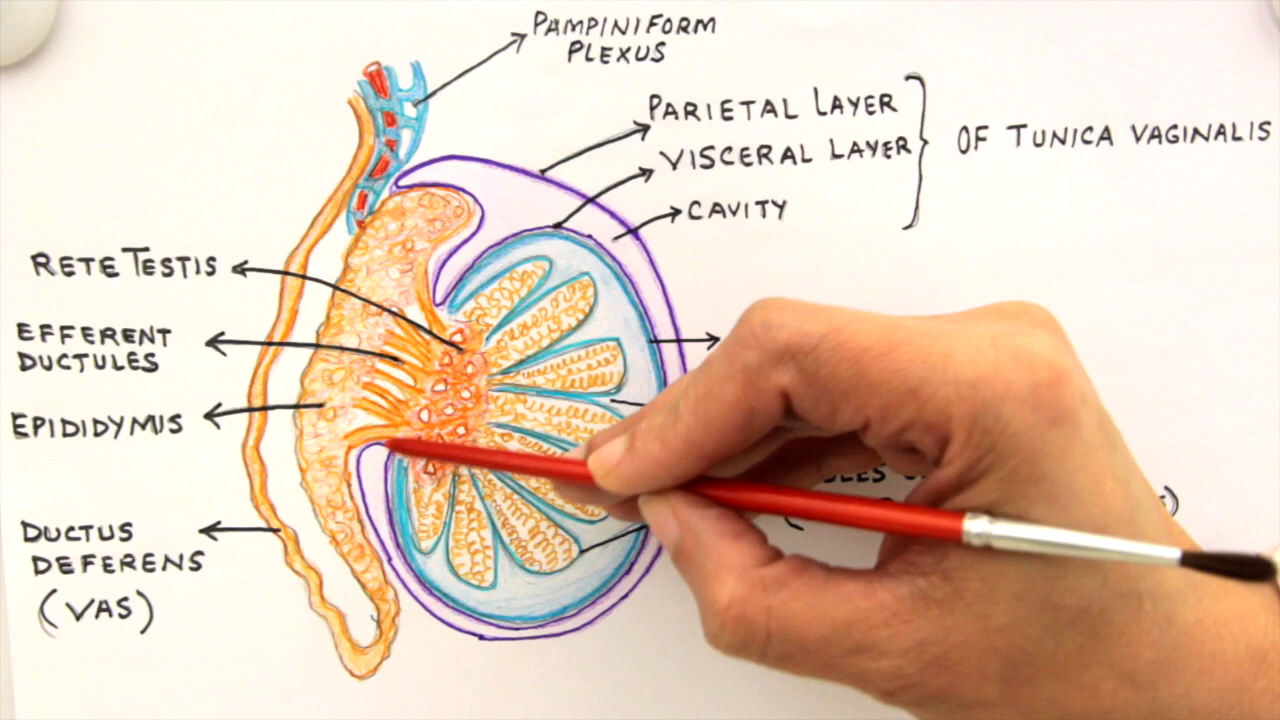 PAMPINIFORM
PLEXUS
PARIETAL LAYER
VISCERAL LAYER
CAVITY
OF TUNICA VAGINALIS
RETE TESTIS
EFFERENT
DUCTULES
EPIDIDYMIS
DUCTUS
DEFERENS
(VAS)